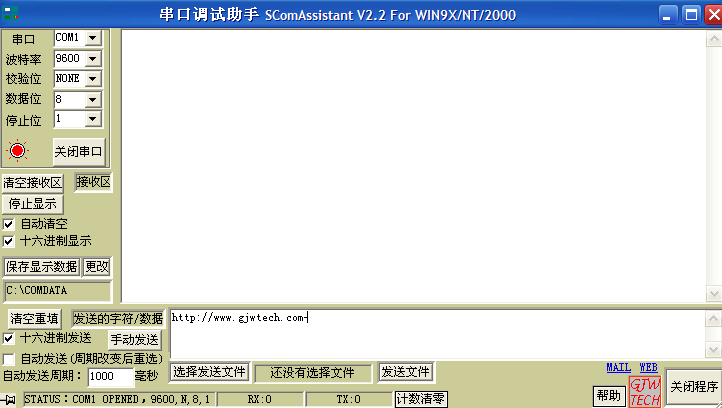 串口调试助手 SComAssistant V2.2 For WIN9X/NT/2000
串口 COM1
波特率 9600
校验位 NONE
数据位 8
停止位 1
关闭串口
清空接收区 接收区
停止显示
自动清空
十六进制显示
保存显示数据 更改
C:\COMDATA
清空重填 发送的字符/数据 http://www.gjwtech.com-
十六进制发送 手动发送
自动发送(周期改变后重选)
自动发送周期: 1000 毫秒 选择发送文件 还没有选择文件 发送文件 MAIL WEB
帮助 GJW TECH 关闭程序
STATUS:COM1 OPENED,9600,N,8,1 RX:0 TX:0 计数清零